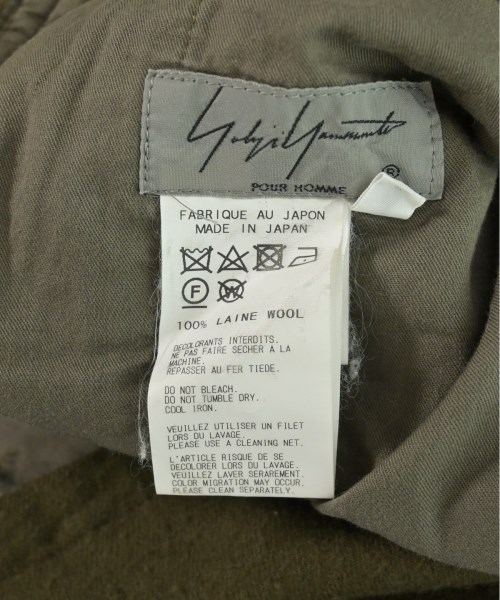 Yohji Yamamoto
®
POUR HOMME
FABRIQUE AU JAPON
MADE IN JAPAN
F W
100% LAINE WOOL
DECOLORANTS INTERDITS.
NE PAS FAIRE SECHER A LA
MACHINE.
REPASSER AU FER TIEDE.
DO NOT BLEACH.
DO NOT TUMBLE DRY.
COOL IRON.
VEUILLEZ UTILISER UN FILET
LORS DU LAVAGE.
PLEASE USE A CLEANING NET.
L'ARTICLE RISQUE DE SE
DECOLORER LORS DU LAVAGE.
VEUILLEZ LAVER SERAREMENT.
COLOR MIGRATION MAY OCCUR.
PLEASE CLEAN SEPARATELY.